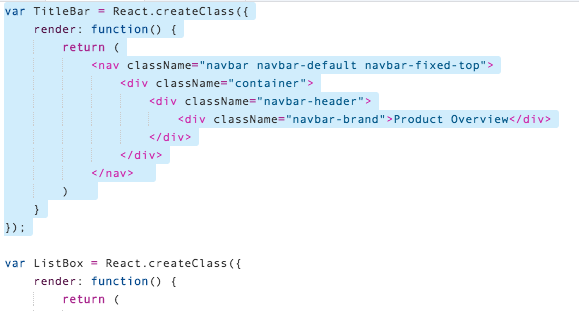 var TitleBar = React.createClass({
    render: function() {
        return (
            <nav className="navbar navbar-default navbar-fixed-top">
                <div className="container">
                    <div className="navbar-header">
                        <div className="navbar-brand">Product Overview</div>
                    </div>
                </div>
            </nav>
        )
    }
});

var ListBox = React.createClass({
    render: function() {
        return (